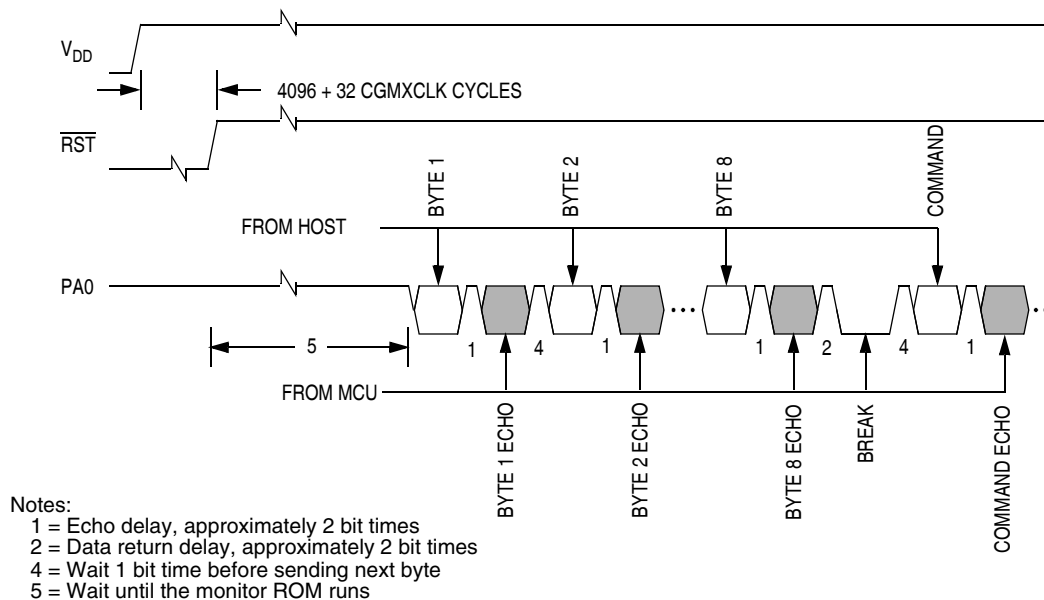 VDD
4096 + 32 CGMXCLK CYCLES
RST
BYTE 1
BYTE 2
BYTE 8
COMMAND
FROM HOST
PA0
...
...
5
1
4
1
1
2
4
1
FROM MCU
BYTE 1 ECHO
BYTE 2 ECHO
BYTE 8 ECHO
BREAK
COMMAND ECHO
Notes:
1 = Echo delay, approximately 2 bit times
2 = Data return delay, approximately 2 bit times
4 = Wait 1 bit time before sending next byte
5 = Wait until the monitor ROM runs